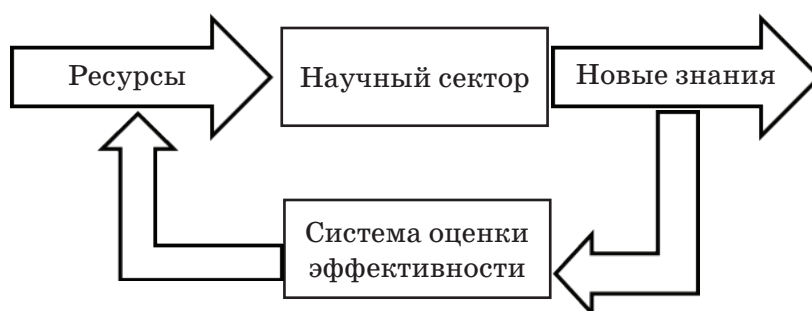 Ресурсы
Научный сектор
Новые знания
Система оценки
эффективности